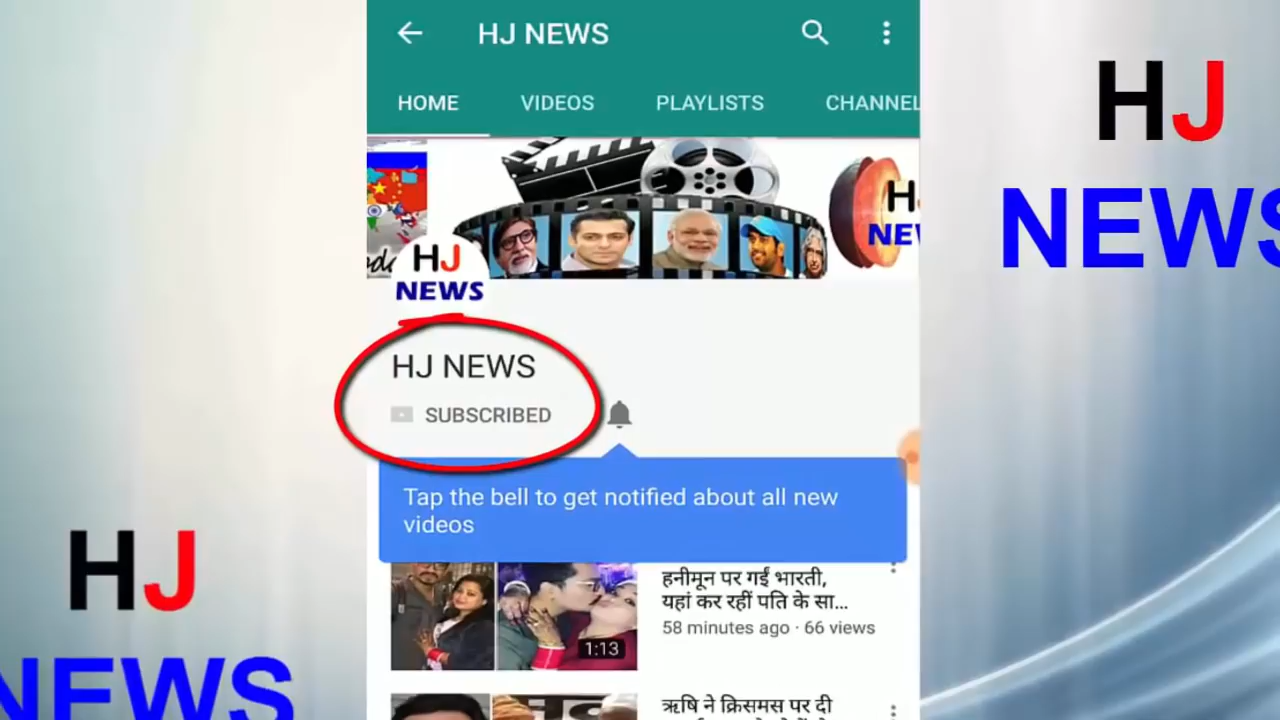 HJ NEWS
HOME VIDEOS PLAYLISTS CHANNEL
HJ
NEWS
HJ
NEWS
HJ NEWS
SUBSCRIBED
Tap the bell to get notified about all new
videos
हनीमून पर गईं भारती,
यहां कर रहीं पति के सा...
58 minutes ago · 66 views
1:13
ऋषि ने क्रिसमस पर दी
HJ
NEWS